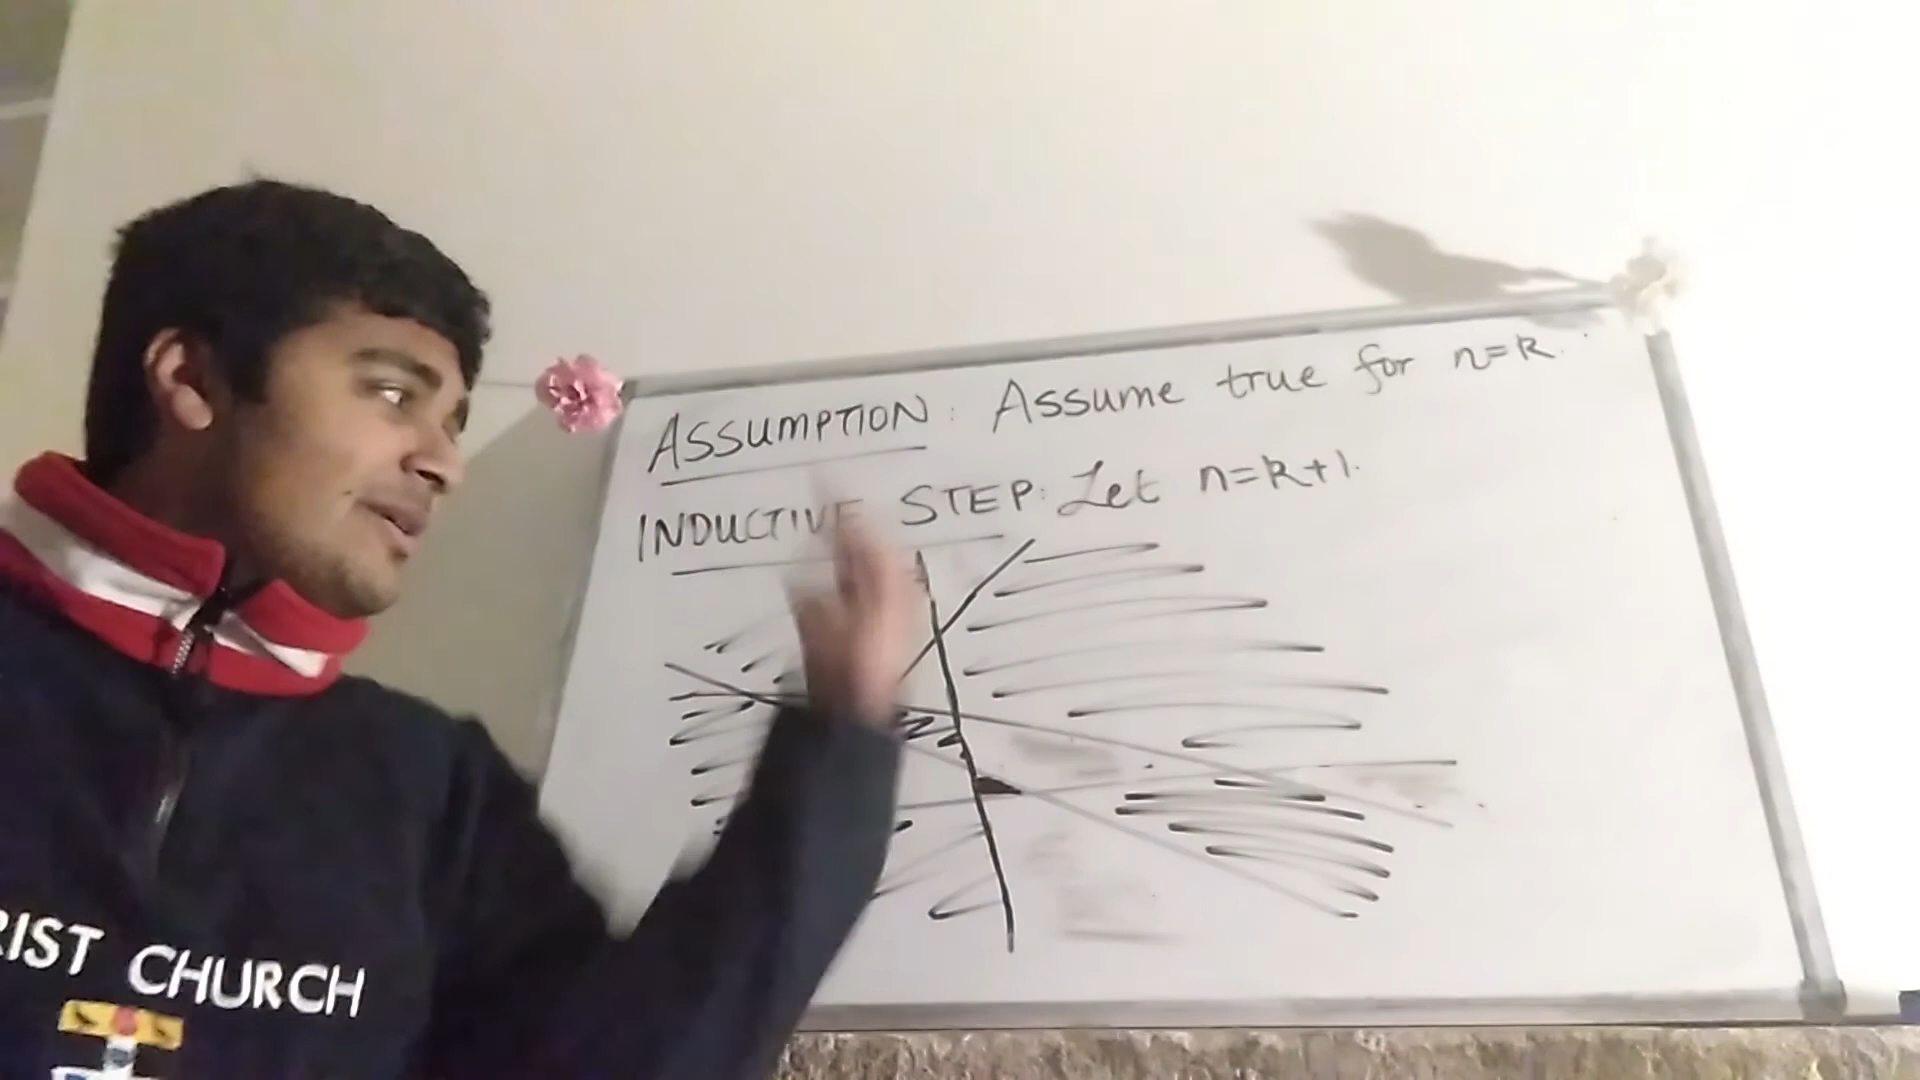 ASSUMPTION: Assume true for n=k.
INDUCTIVE STEP: Let n=k+1.
RIST CHURCH